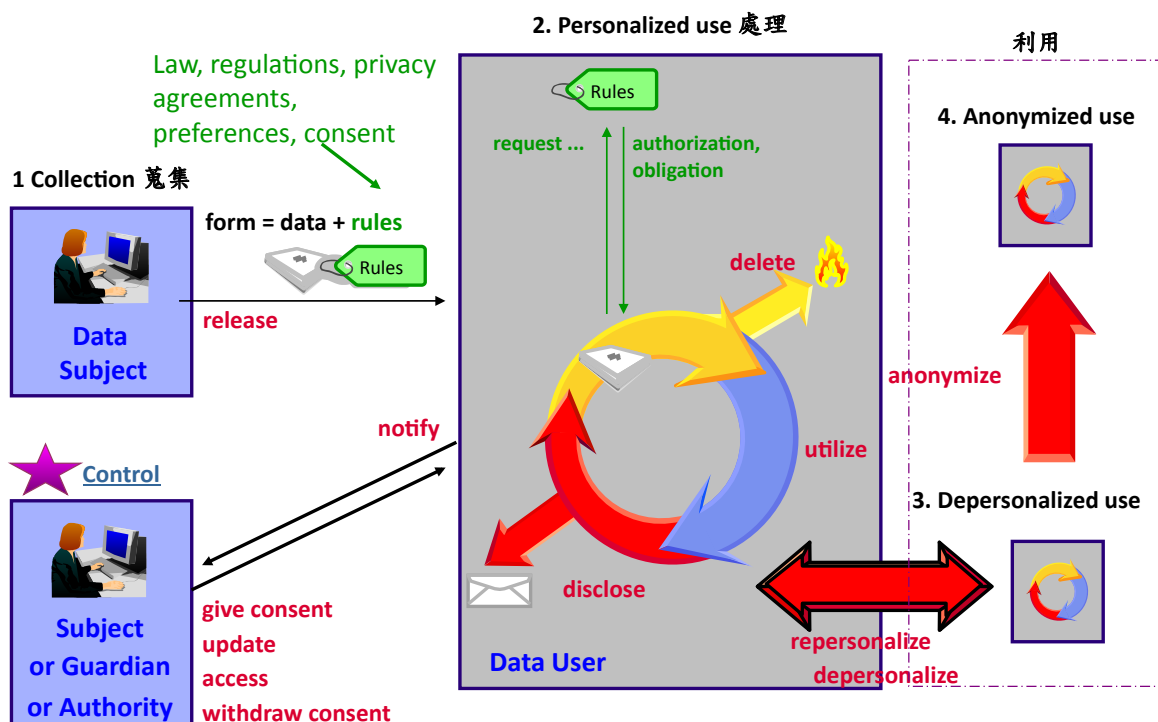 2. Personalized use 處理
利用
Law, regulations, privacy
agreements,
preferences, consent
Rules
request ...
authorization,
obligation
4. Anonymized use
1 Collection 蒐集
form = data + rules
Rules
release
Data
Subject
delete
anonymize
notify
utilize
Control
3. Depersonalized use
disclose
give consent
update
access
withdraw consent
Subject
or Guardian
or Authority
Data User
repersonalize
depersonalize